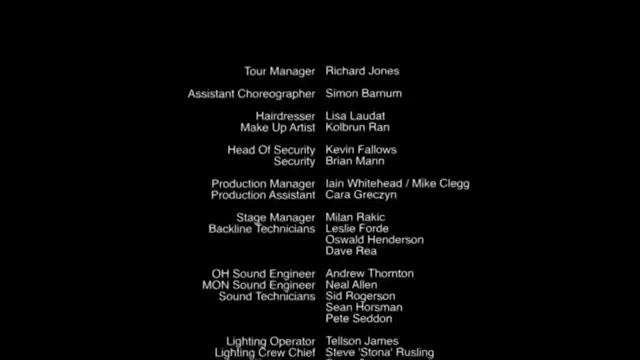 Tour Manager Richard Jones
Assistant Choreographer Simon Barnum
Hairdresser Lisa Laudat
Make Up Artist Kolbrun Ran
Head Of Security Kevin Fallows
Security Brian Mann
Production Manager Iain Whitehead / Mike Clegg
Production Assistant Cara Greczyn
Stage Manager Milan Rakic
Backline Technicians Leslie Forde
Oswald Henderson
Dave Rea
OH Sound Engineer Andrew Thornton
MON Sound Engineer Neal Allen
Sound Technicians Sid Rogerson
Sean Horsman
Pete Seddon
Lighting Operator Tellson James
Lighting Crew Chief Steve 'Stona' Rusling